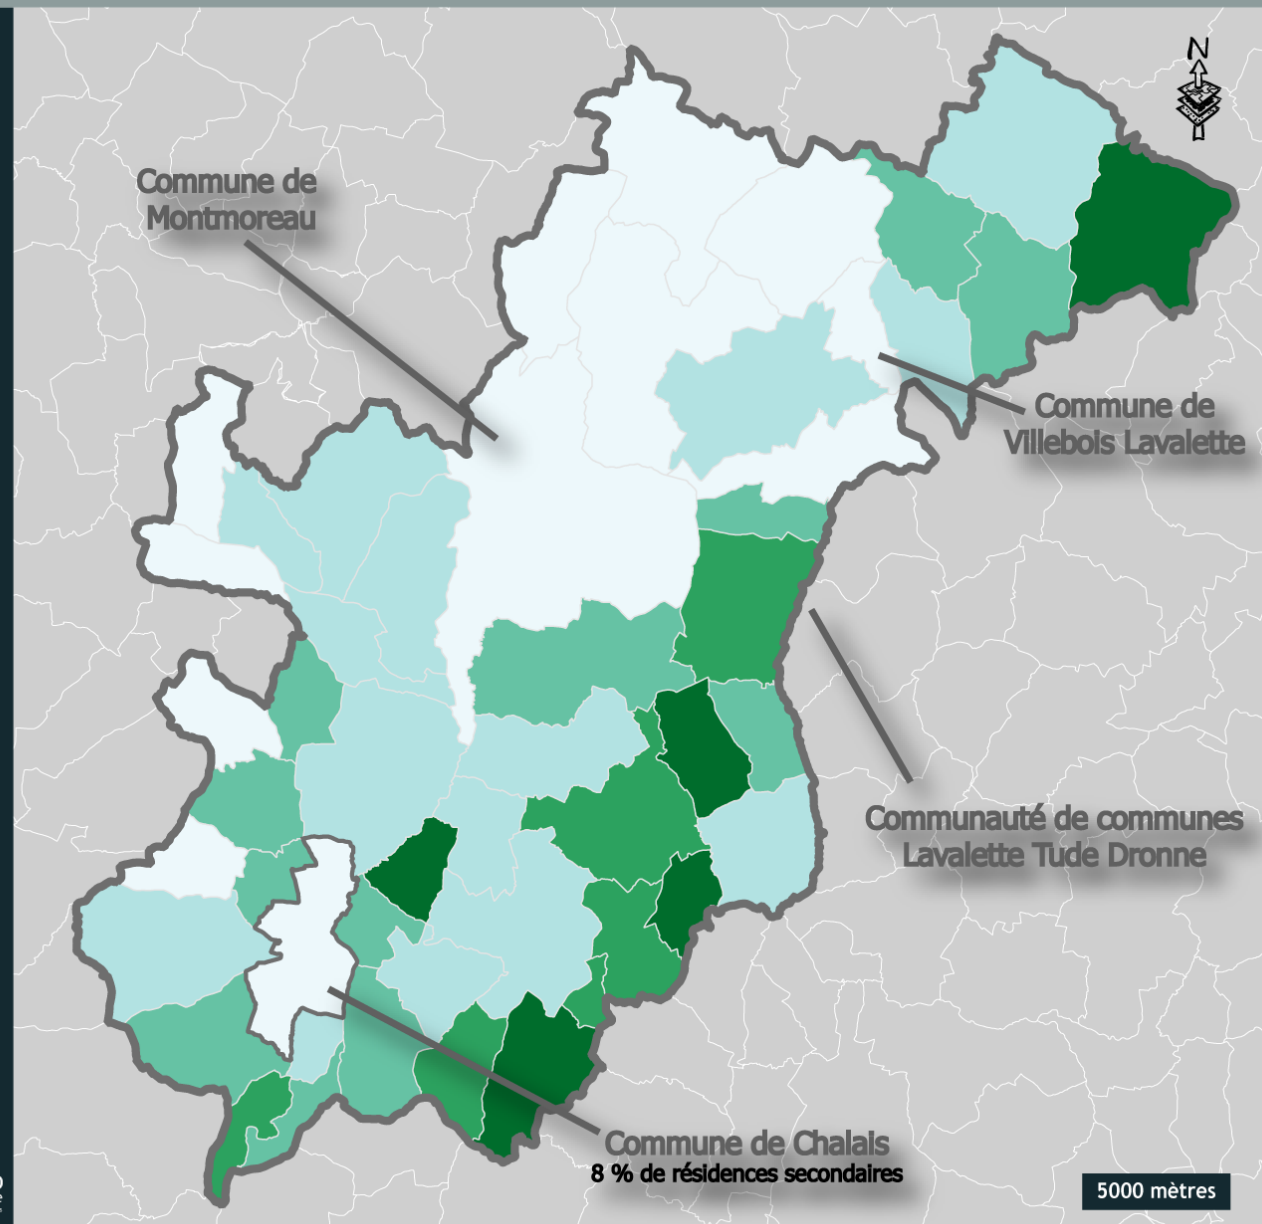 N
Commune de
Montmoreau
Commune de
Villebois Lavalette
Communauté de communes
Lavalette Tude Dronne
Commune de Chalais
8 % de résidences secondaires
5000 mètres